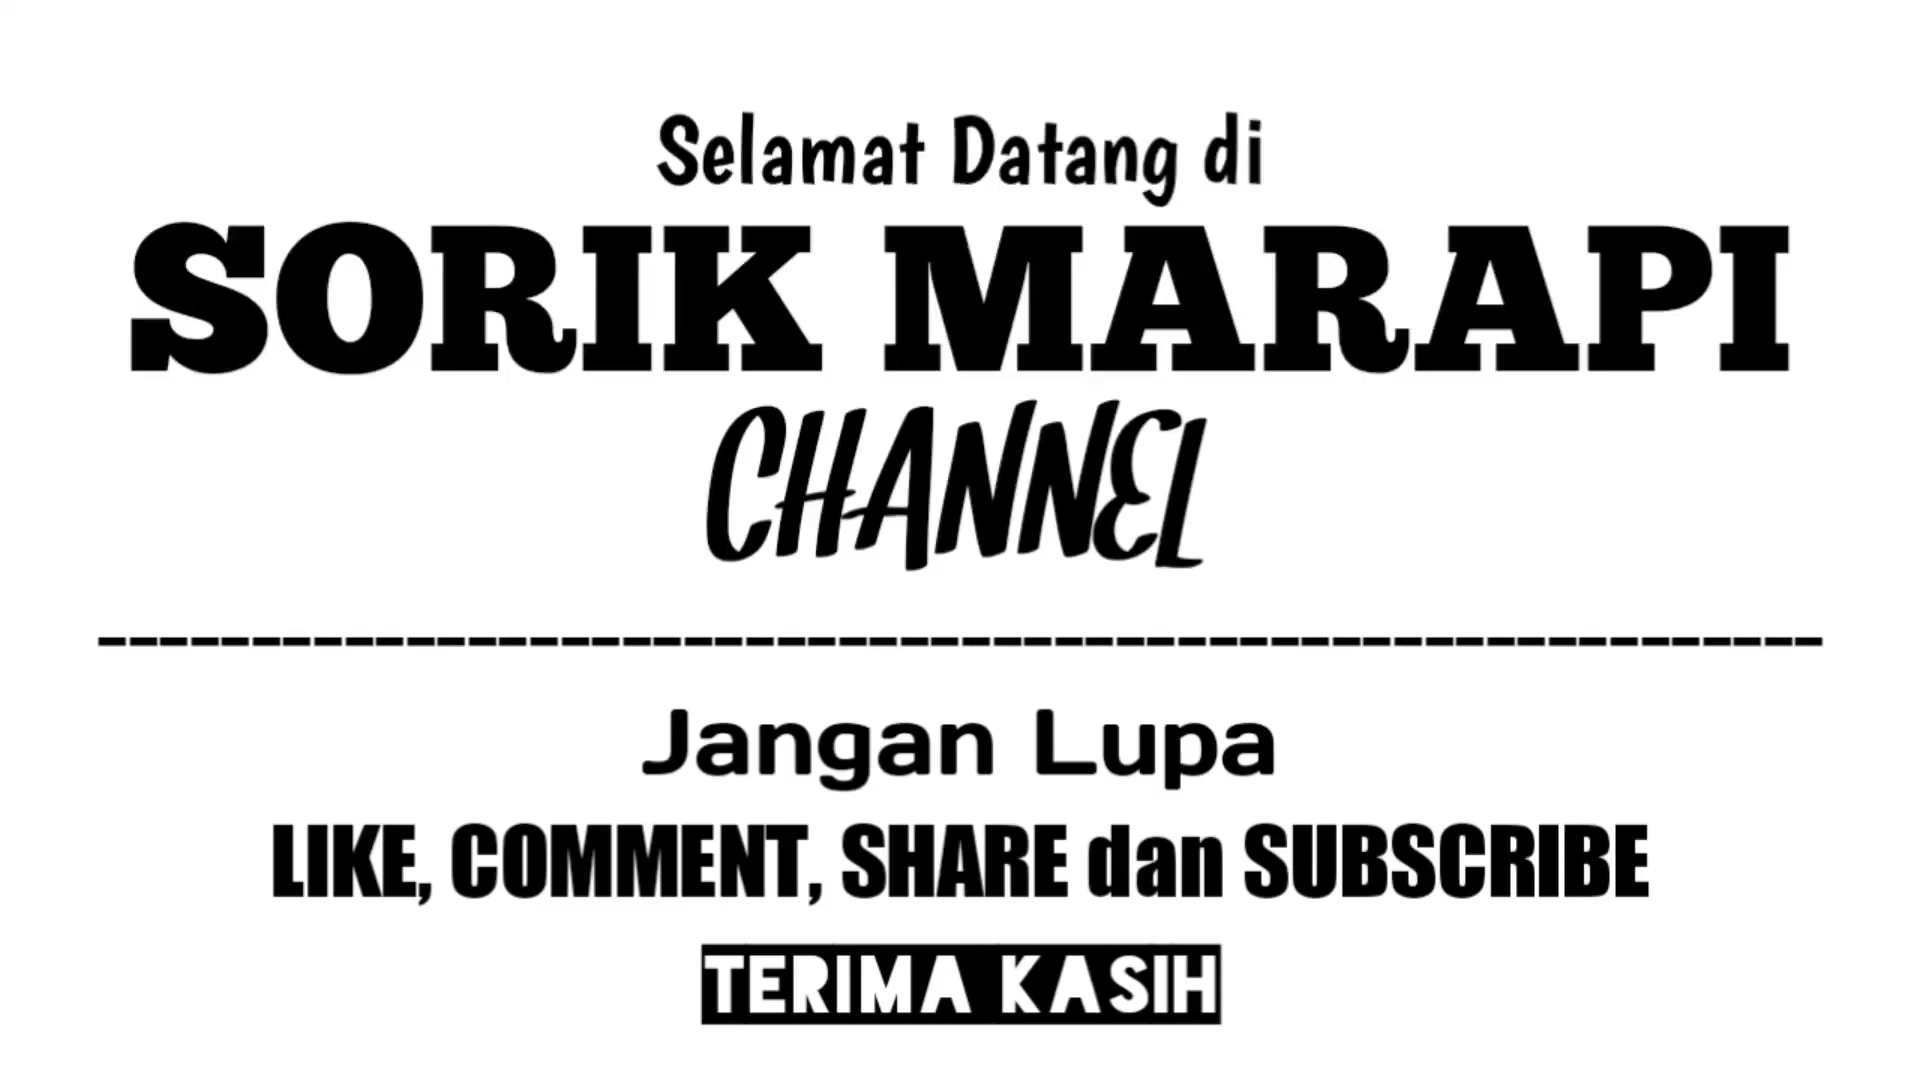 Selamat Datang di
SORIK MARAPI
CHANNEL
Jangan Lupa
LIKE, COMMENT, SHARE dan SUBSCRIBE
TERIMA KASIH